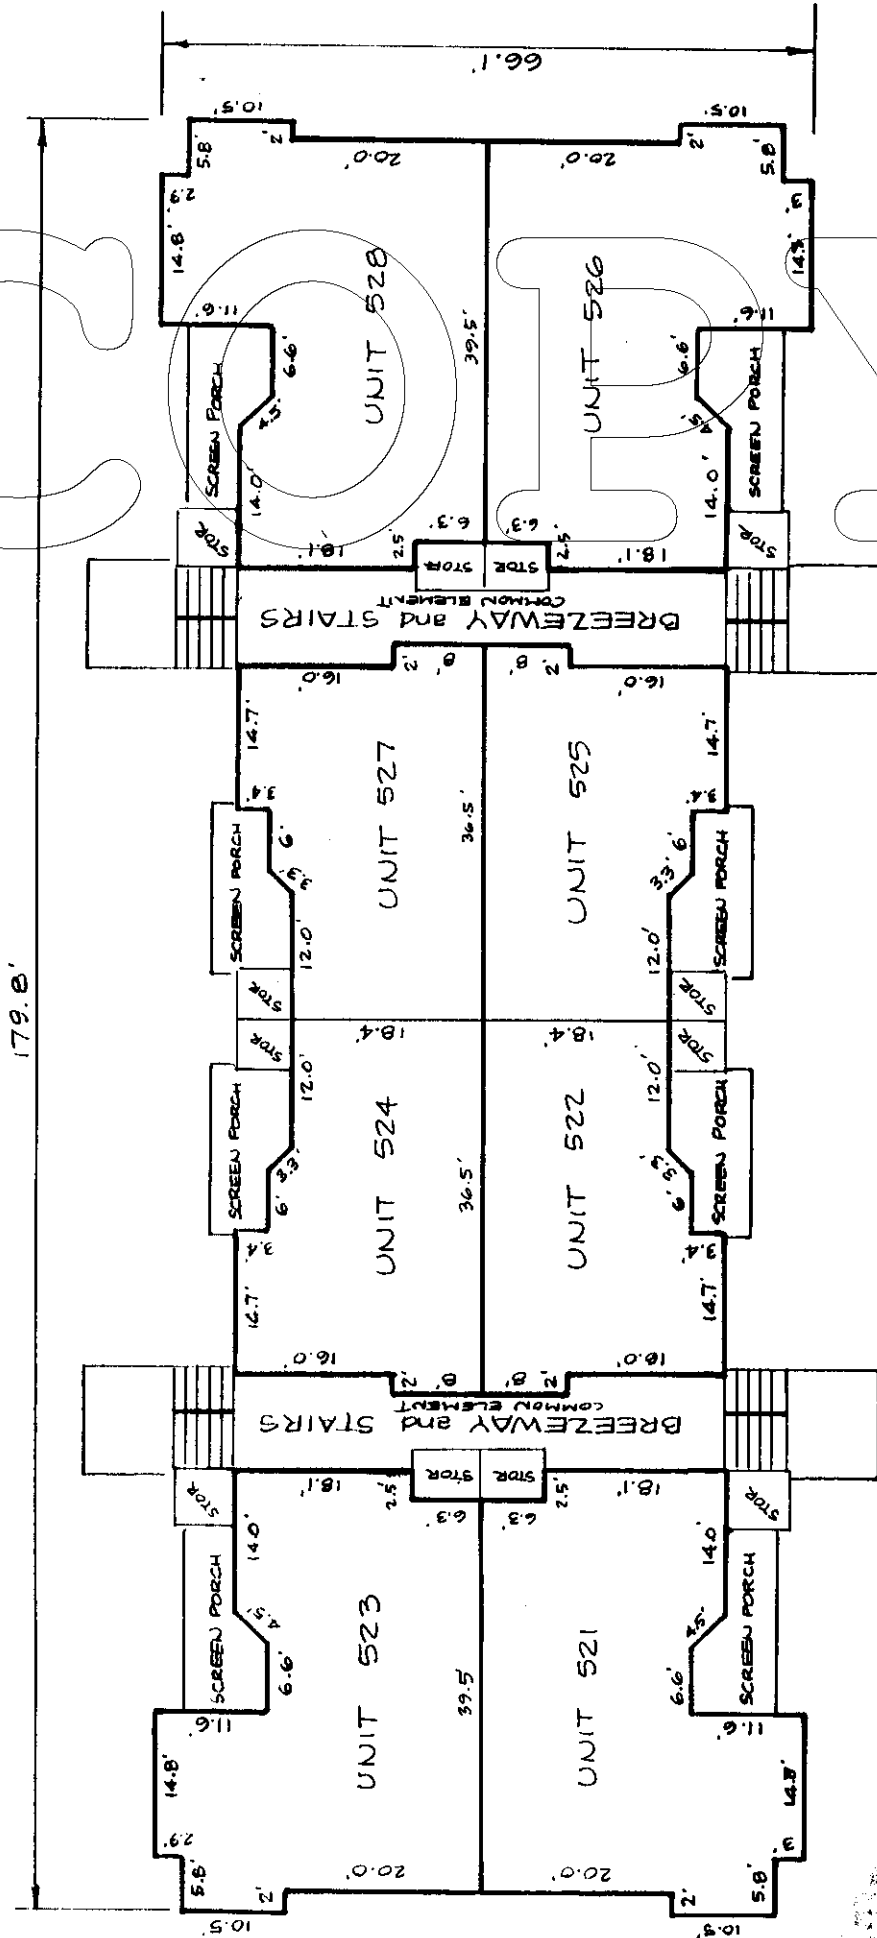 66.1'
179.8'
10.5'
2'
5.8'
2.9'
14.8'
20.0'
11.6'
6.6'
4.5'
14.0'
SCREEN PORCH
STOR
UNIT 528
39.5'
18.1'
2.5'
6.3'
STOR
10.5'
2'
5.8'
3'
20.0'
11.6'
6.6'
4.5'
14.0'
SCREEN PORCH
STOR
UNIT 526
18.1'
2.5'
6.3'
STOR
BREEZEWAY and STAIRS
COMMON ELEMENT
16.0'
2'
8'
8'
2'
16.0'
14.7'
3.4'
6'
3.3'
12.0'
SCREEN PORCH
STOR
UNIT 527
36.5'
18.4'
14.7'
3.4'
6'
3.3'
12.0'
SCREEN PORCH
STOR
UNIT 525
18.4'
STOR
12.0'
3.3'
6'
3.4'
SCREEN PORCH
UNIT 524
36.5'
16.0'
2'
8'
STOR
12.0'
3.3'
6'
3.4'
14.7'
SCREEN PORCH
UNIT 522
8'
2'
BREEZEWAY and STAIRS
COMMON ELEMENT
STOR
18.1'
2.5'
STOR
6.3'
14.0'
4.5'
6.6'
SCREEN PORCH
11.6'
14.8'
2.9'
5.8'
2'
10.5'
20.0'
UNIT 523
39.5'
STOR
18.1'
2.5'
STOR
6.3'
14.0'
4.5'
6.6'
SCREEN PORCH
11.6'
14.8'
3'
5.8'
2'
20.0'
UNIT 521